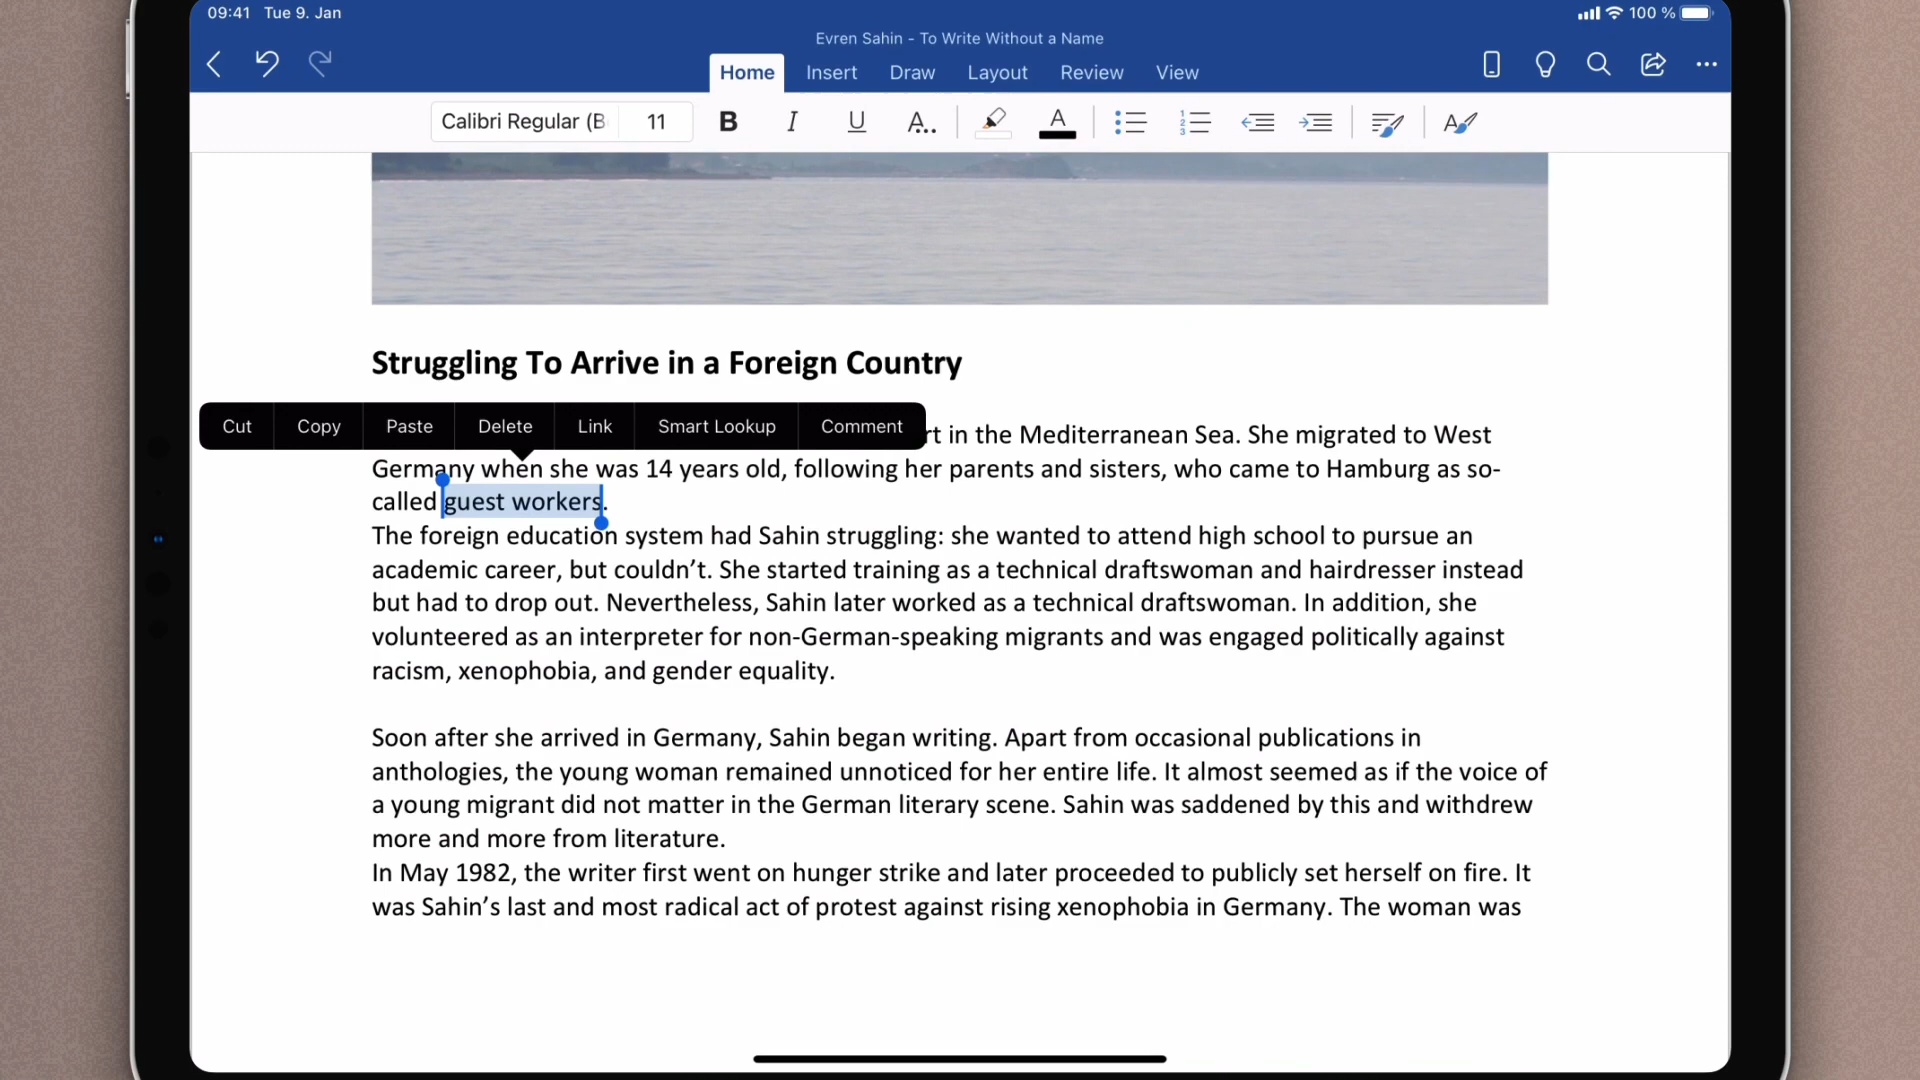 09:41 Tue 9. Jan
100 %
Evren Sahin - To Write Without a Name
Home Insert Draw Layout Review View
Calibri Regular (B 11 B I U A.. A
Struggling To Arrive in a Foreign Country
Cut Copy Paste Delete Link Smart Lookup Comment
rt in the Mediterranean Sea. She migrated to West
Germany when she was 14 years old, following her parents and sisters, who came to Hamburg as so-
called guest workers.
The foreign education system had Sahin struggling: she wanted to attend high school to pursue an
academic career, but couldn’t. She started training as a technical draftswoman and hairdresser instead
but had to drop out. Nevertheless, Sahin later worked as a technical draftswoman. In addition, she
volunteered as an interpreter for non-German-speaking migrants and was engaged politically against
racism, xenophobia, and gender equality.
Soon after she arrived in Germany, Sahin began writing. Apart from occasional publications in
anthologies, the young woman remained unnoticed for her entire life. It almost seemed as if the voice of
a young migrant did not matter in the German literary scene. Sahin was saddened by this and withdrew
more and more from literature.
In May 1982, the writer first went on hunger strike and later proceeded to publicly set herself on fire. It
was Sahin’s last and most radical act of protest against rising xenophobia in Germany. The woman was